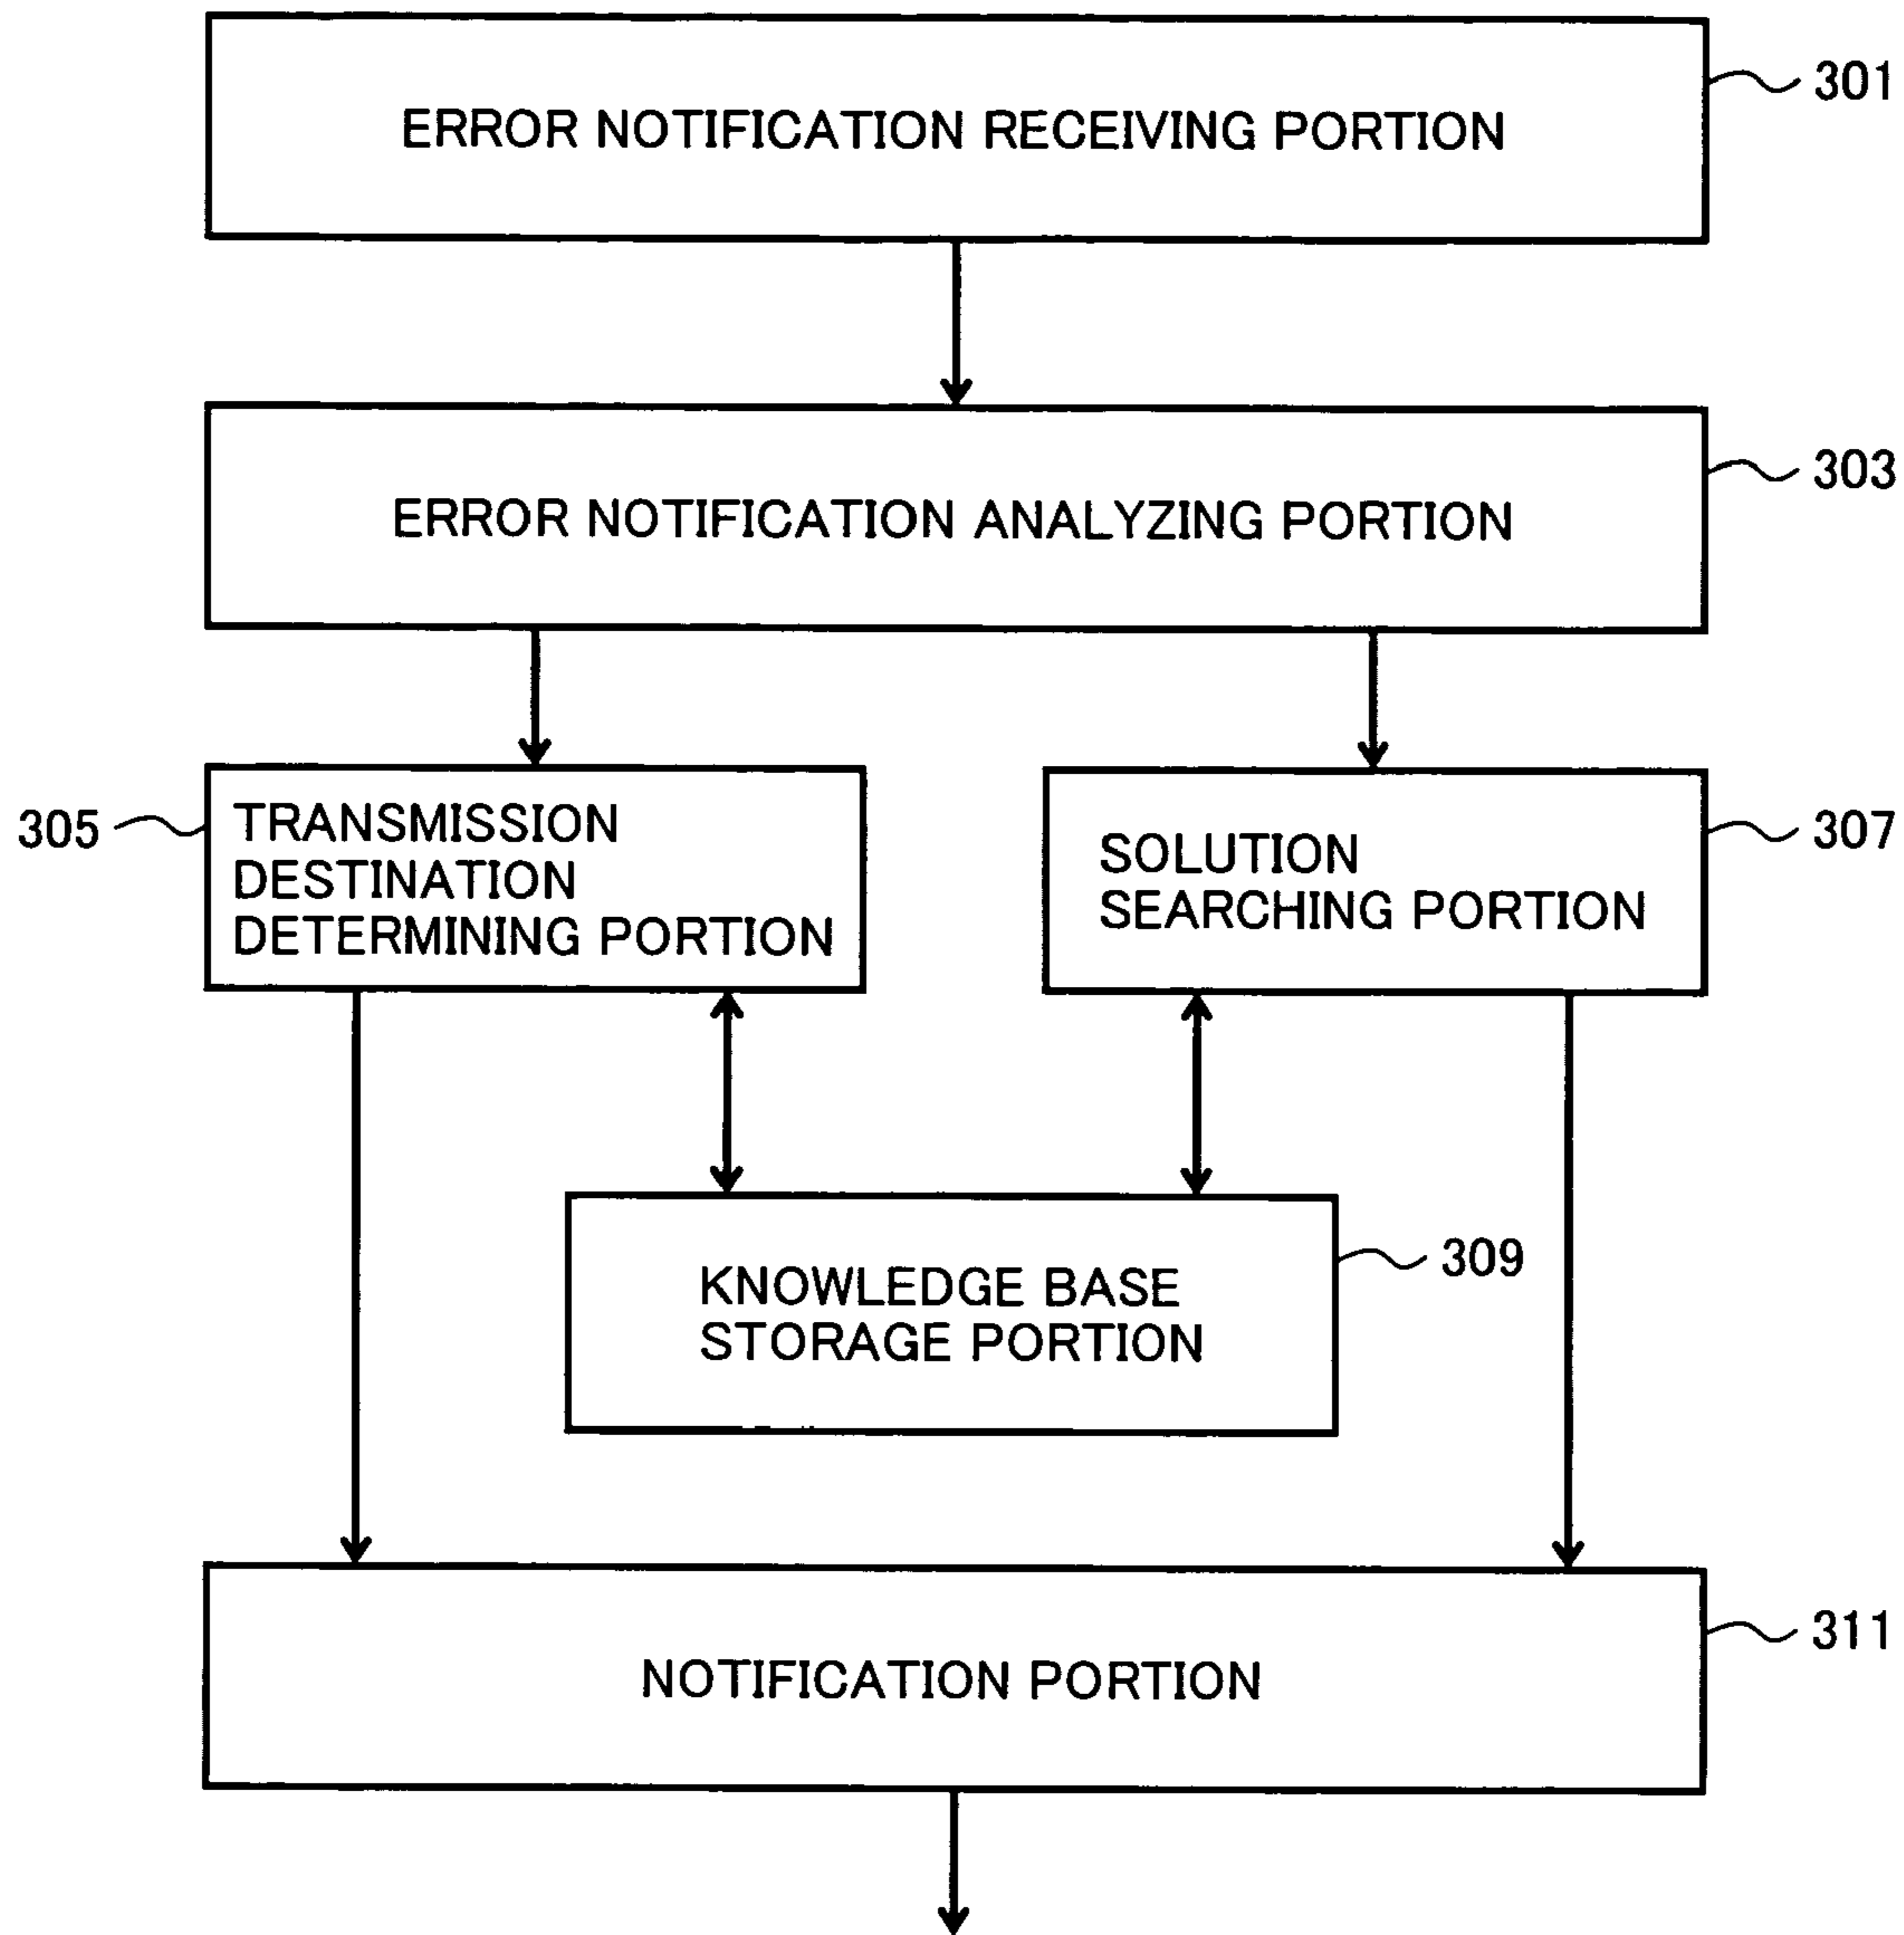 ERROR NOTIFICATION RECEIVING PORTION
301
ERROR NOTIFICATION ANALYZING PORTION
303
305
TRANSMISSION
DESTINATION
DETERMINING PORTION
SOLUTION
SEARCHING PORTION
307
KNOWLEDGE BASE
STORAGE PORTION
309
NOTIFICATION PORTION
311